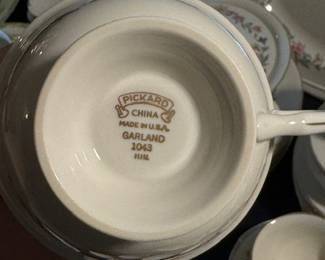 PICKARD
CHINA
MADE IN U.S.A.
GARLAND
1043